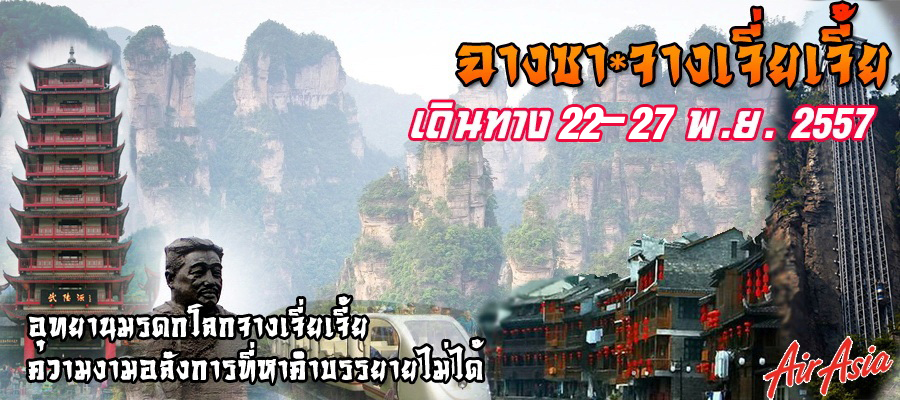 ฉางซา*จางเจี่ยเจี้ย
เดินทาง 22-27 พ.ย. 2557
อุทยานมรดกโลกจางเจี่ยเจี้ย
ความงามอลังการที่หาคำบรรยายไม่ได้
AirAsia